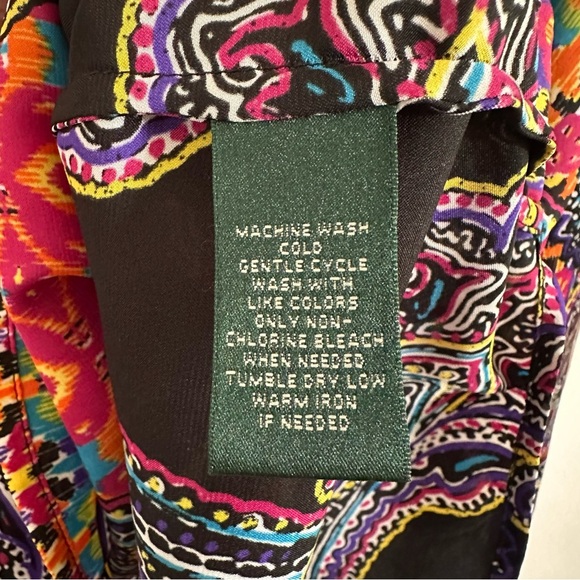 MACHINE WASH
COLD
GENTLE CYCLE
WASH WITH
LIKE COLORS
ONLY NON-
CHLORINE BLEACH
WHEN NEEDED
TUMBLE DRY LOW
WARM IRON
IF NEEDED